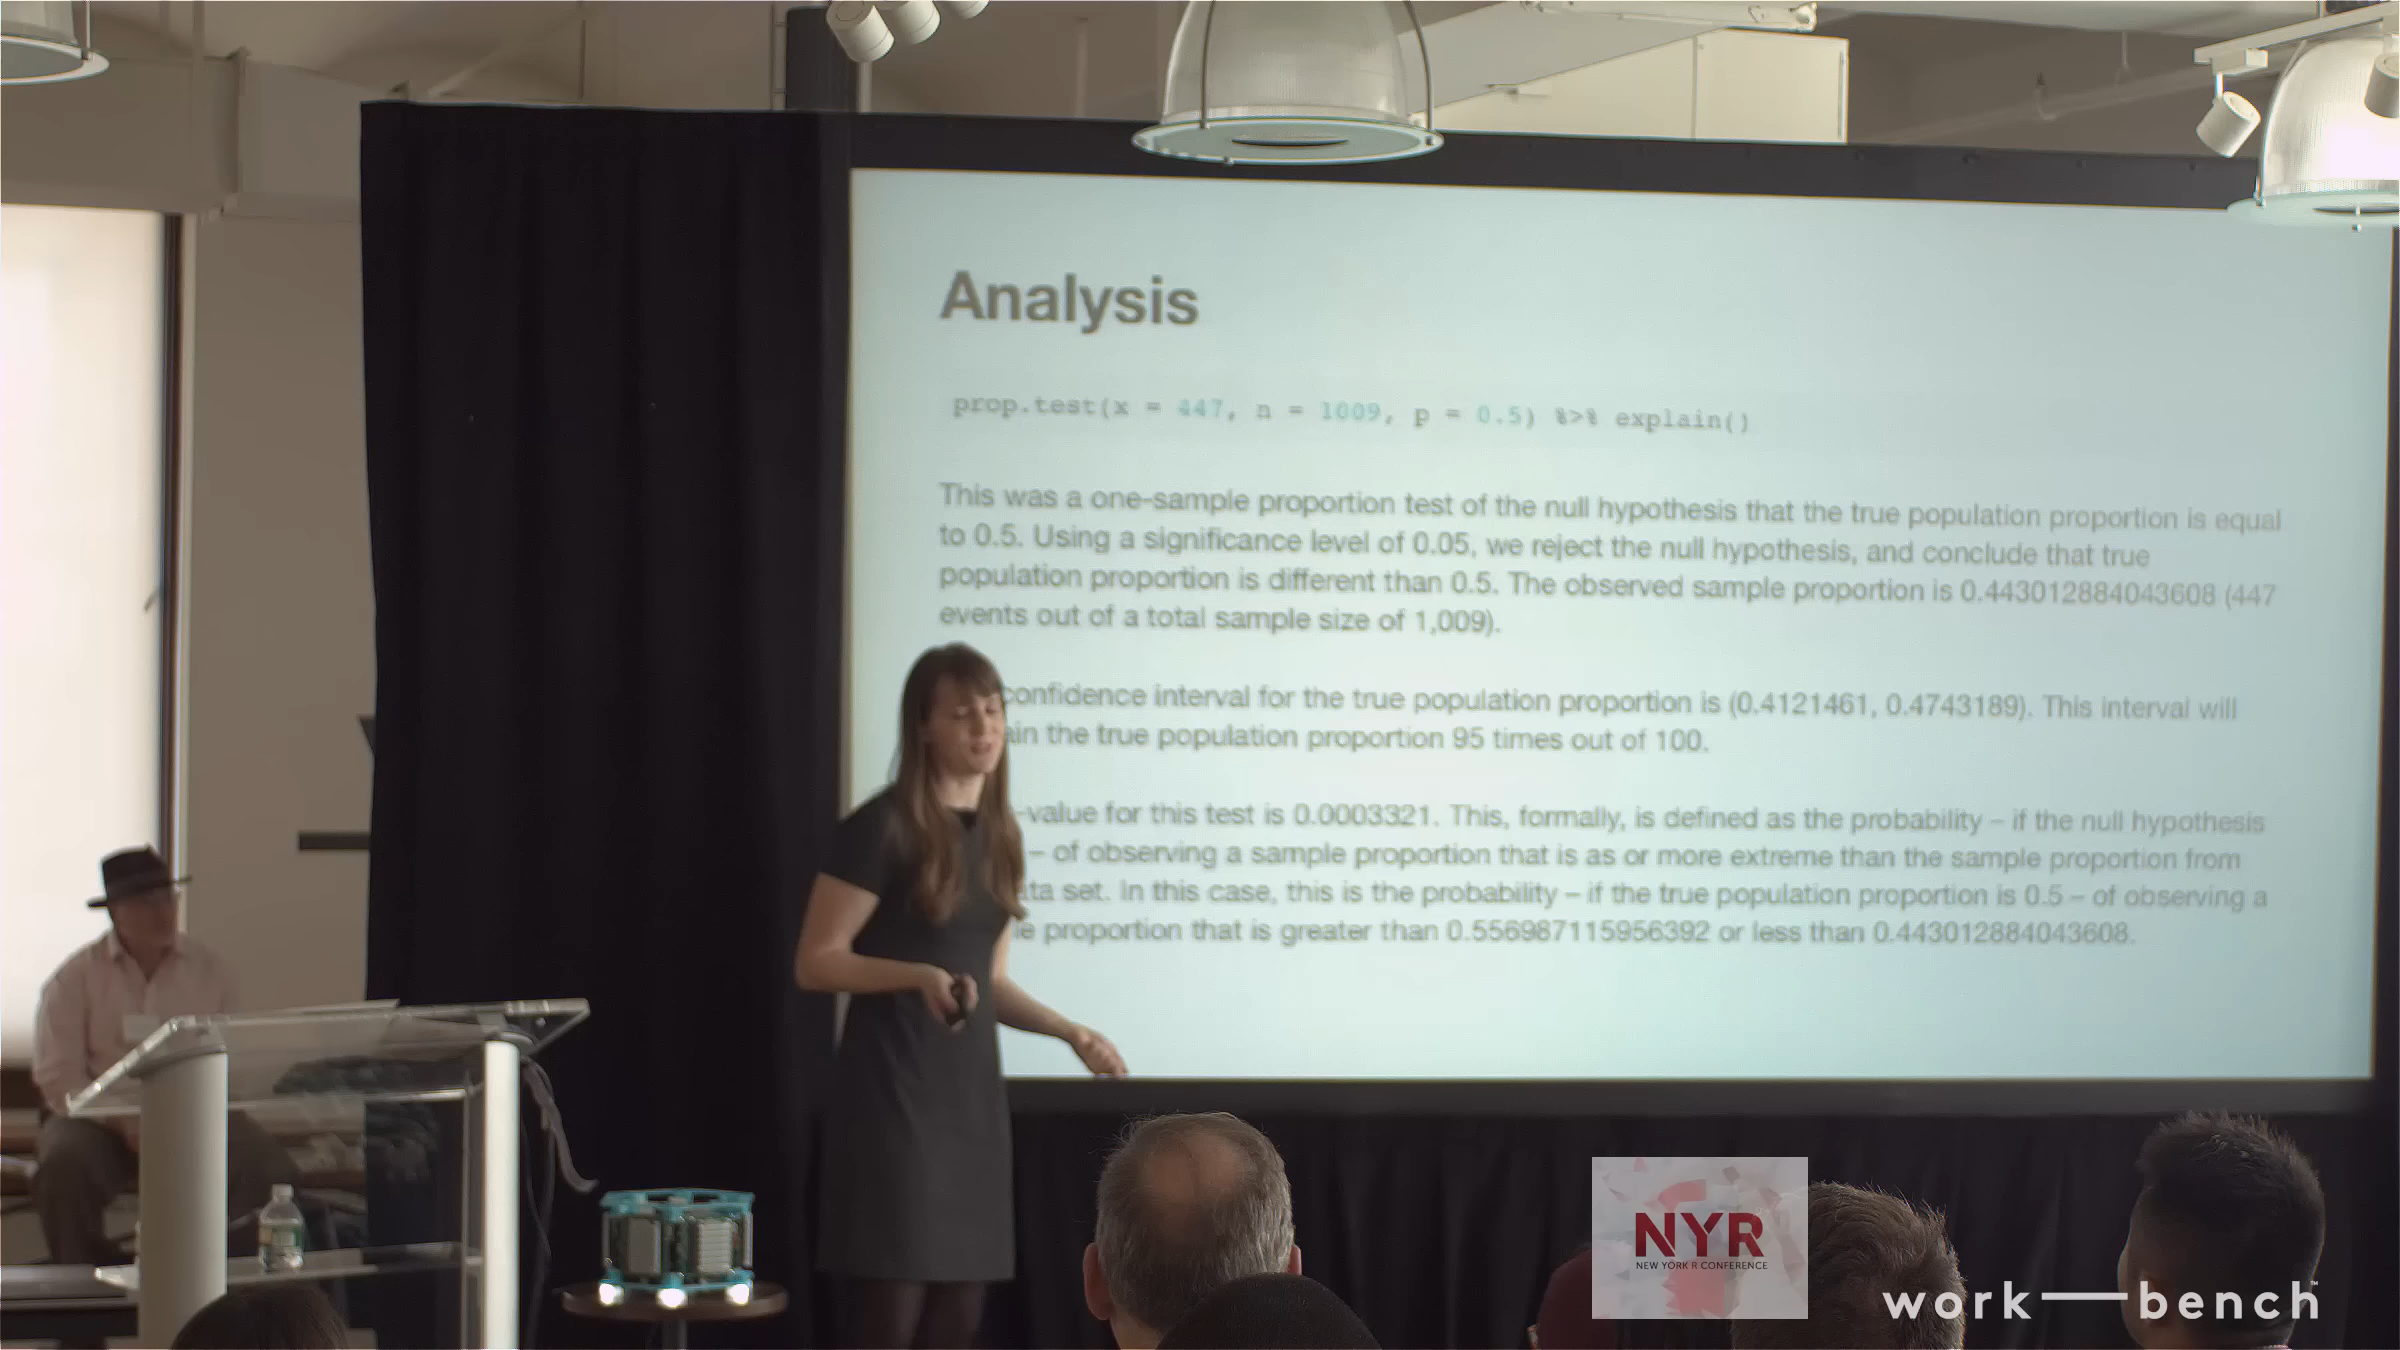 Analysis
prop.test(x = 447, n = 1009, p = 0.5) %>% explain()
This was a one-sample proportion test of the null hypothesis that the true population proportion is equal
to 0.5. Using a significance level of 0.05, we reject the null hypothesis, and conclude that true
population proportion is different than 0.5. The observed sample proportion is 0.443012884043608 (447
events out of a total sample size of 1,009).
confidence interval for the true population proportion is (0.4121461, 0.4743189). This interval will
ain the true population proportion 95 times out of 100.
-value for this test is 0.0003321. This, formally, is defined as the probability – if the null hypothesis
– of observing a sample proportion that is as or more extreme than the sample proportion from
ta set. In this case, this is the probability – if the true population proportion is 0.5 – of observing a
le proportion that is greater than 0.556987115956392 or less than 0.443012884043608.
NYR
NEW YORK R CONFERENCE
work—bench™